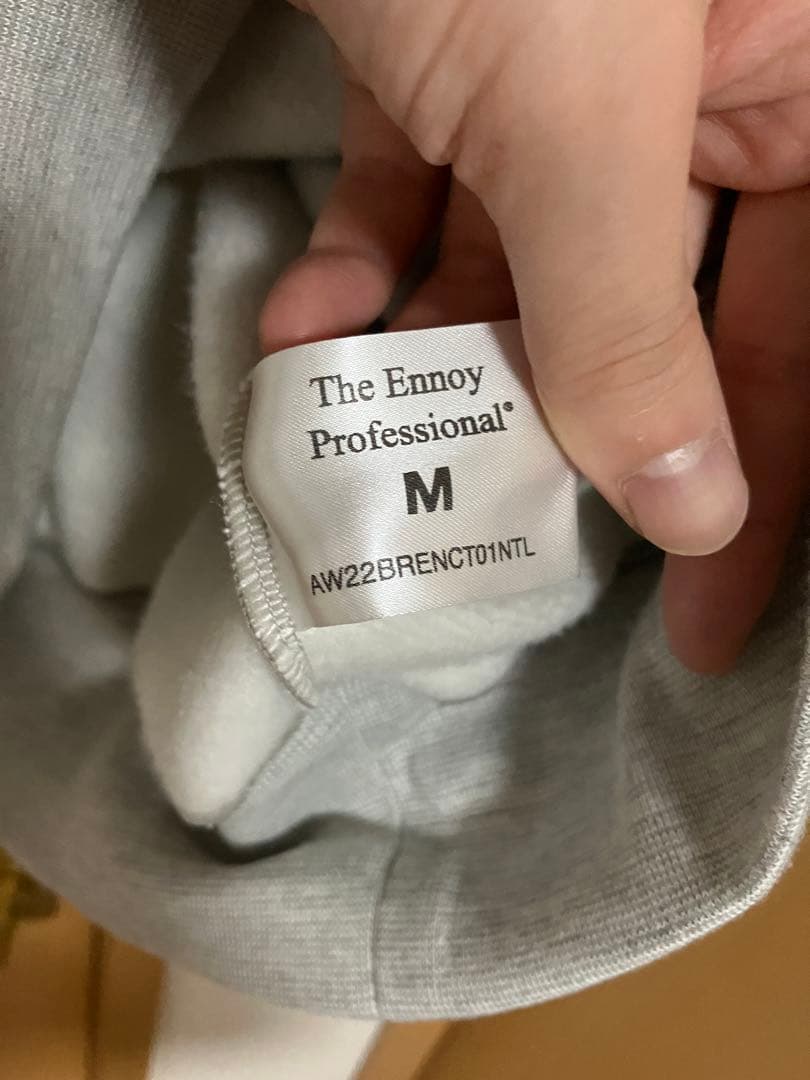 The Ennoy
Professional®
M
AW22BRENCT01NTL